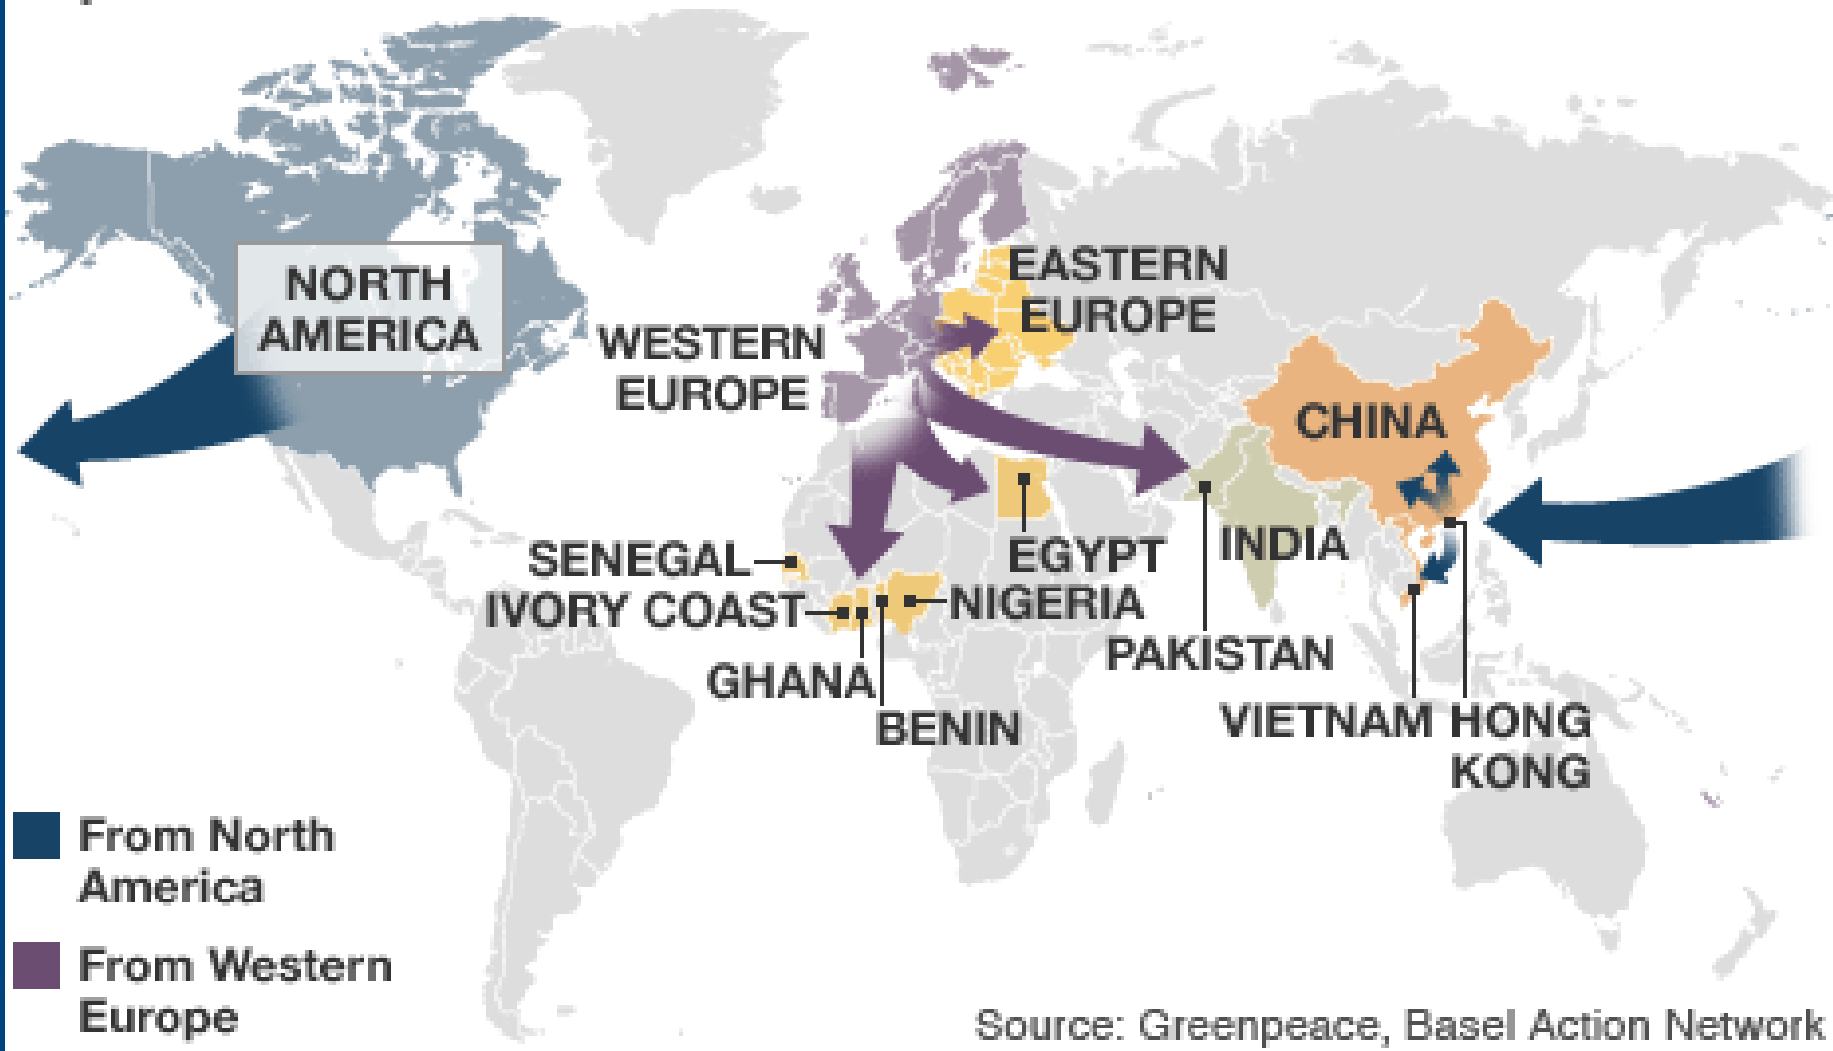 NORTH
AMERICA
WESTERN
EUROPE
EASTERN
EUROPE
CHINA
SENEGAL
IVORY COAST
GHANA
BENIN
NIGERIA
EGYPT
INDIA
PAKISTAN
VIETNAM
HONG
KONG
From North
America
From Western
Europe
Source: Greenpeace, Basel Action Network